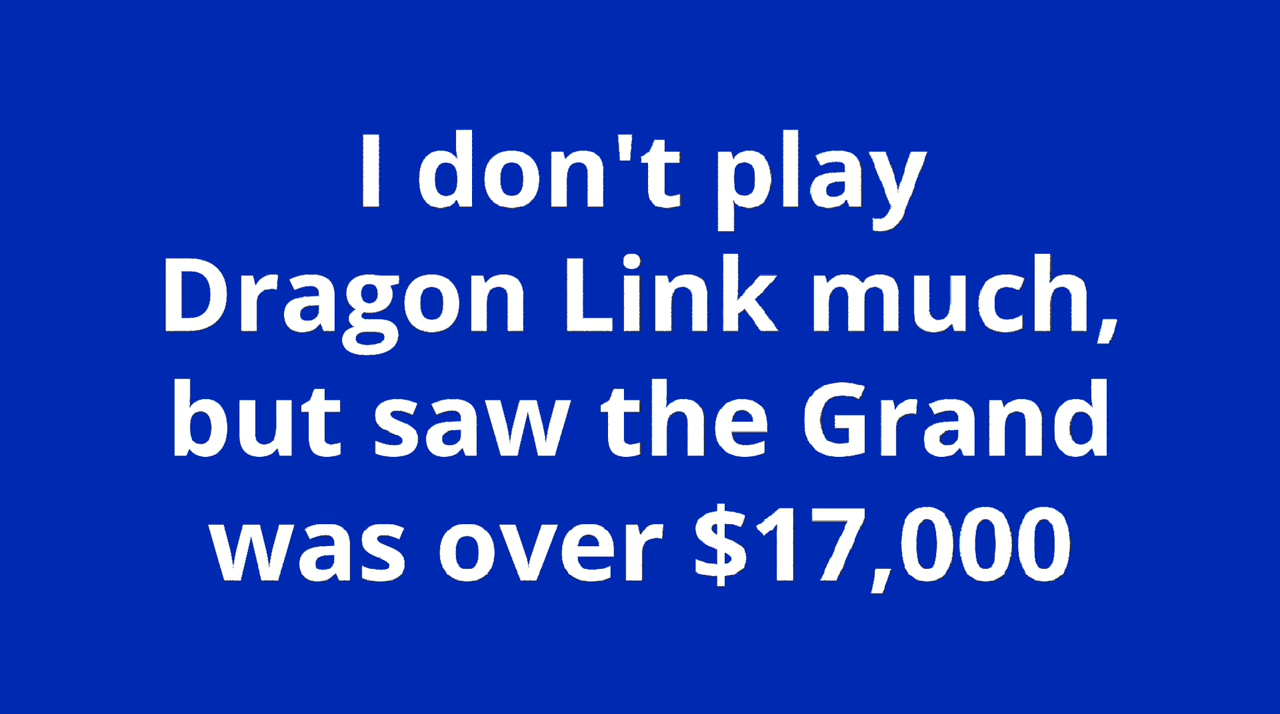 I don't play
Dragon Link much,
but saw the Grand
was over $17,000